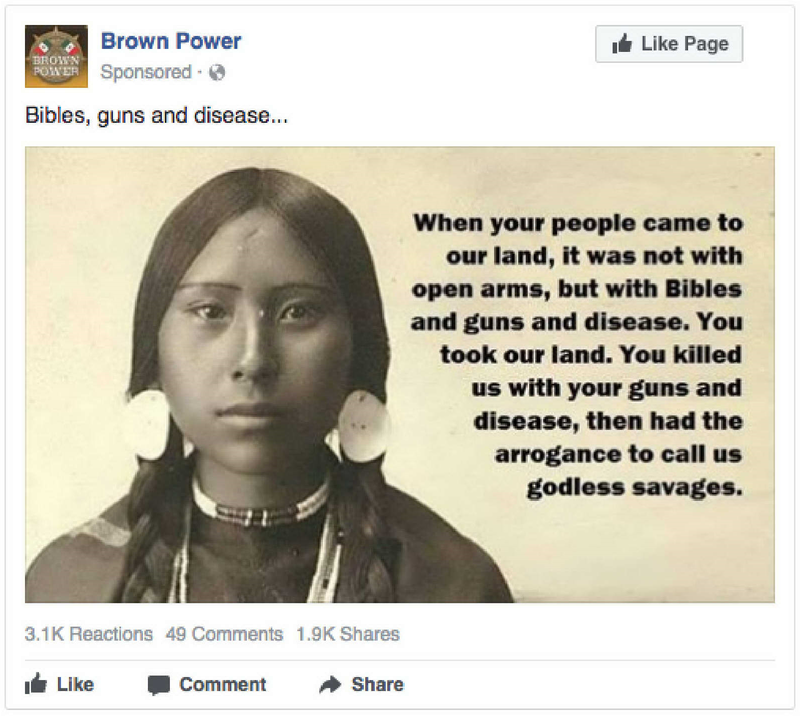 BROWN
POWER
Brown Power
Sponsored ·
Like Page
Bibles, guns and disease...
When your people came to
our land, it was not with
open arms, but with Bibles
and guns and disease. You
took our land. You killed
us with your guns and
disease, then had the
arrogance to call us
godless savages.
3.1K Reactions 49 Comments 1.9K Shares
Like Comment Share